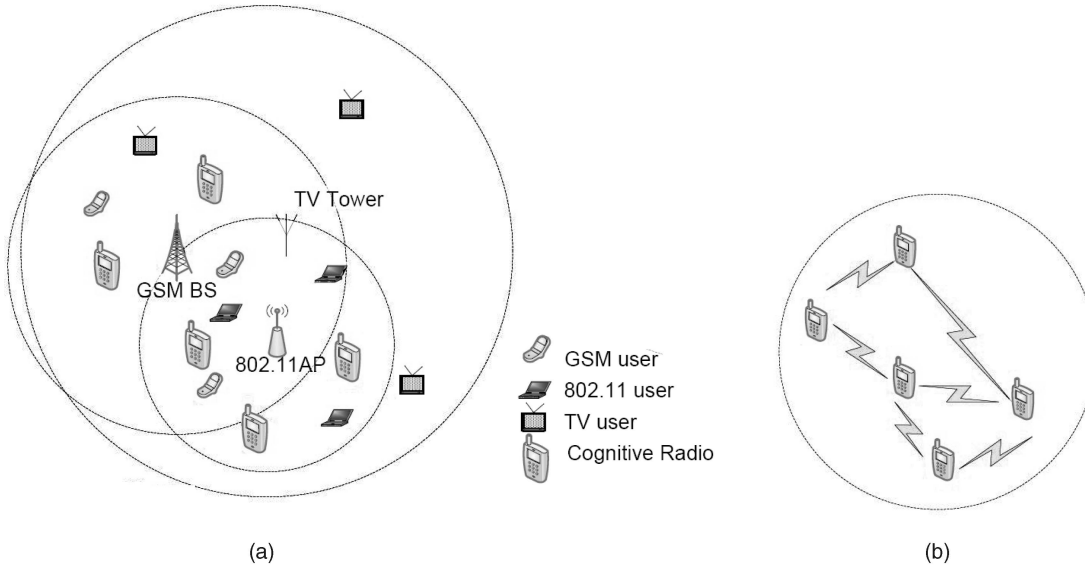 TV Tower
GSM BS
802.11AP
GSM user
802.11 user
TV user
Cognitive Radio
(a)
(b)